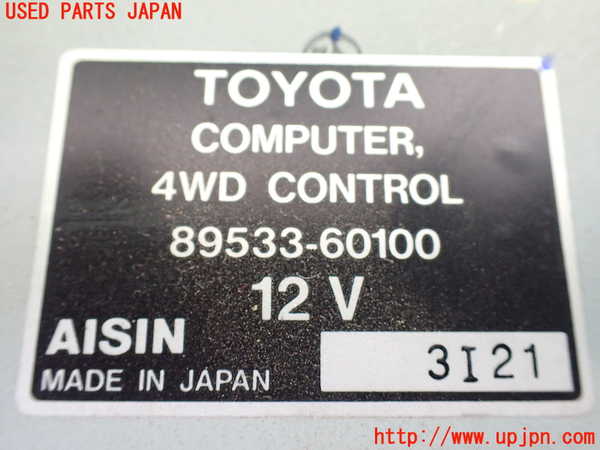 USED PARTS JAPAN
TOYOTA
COMPUTER,
4WD CONTROL
89533-60100
12 V
AISIN
3I21
MADE IN JAPAN
http://www.upjpn.com/